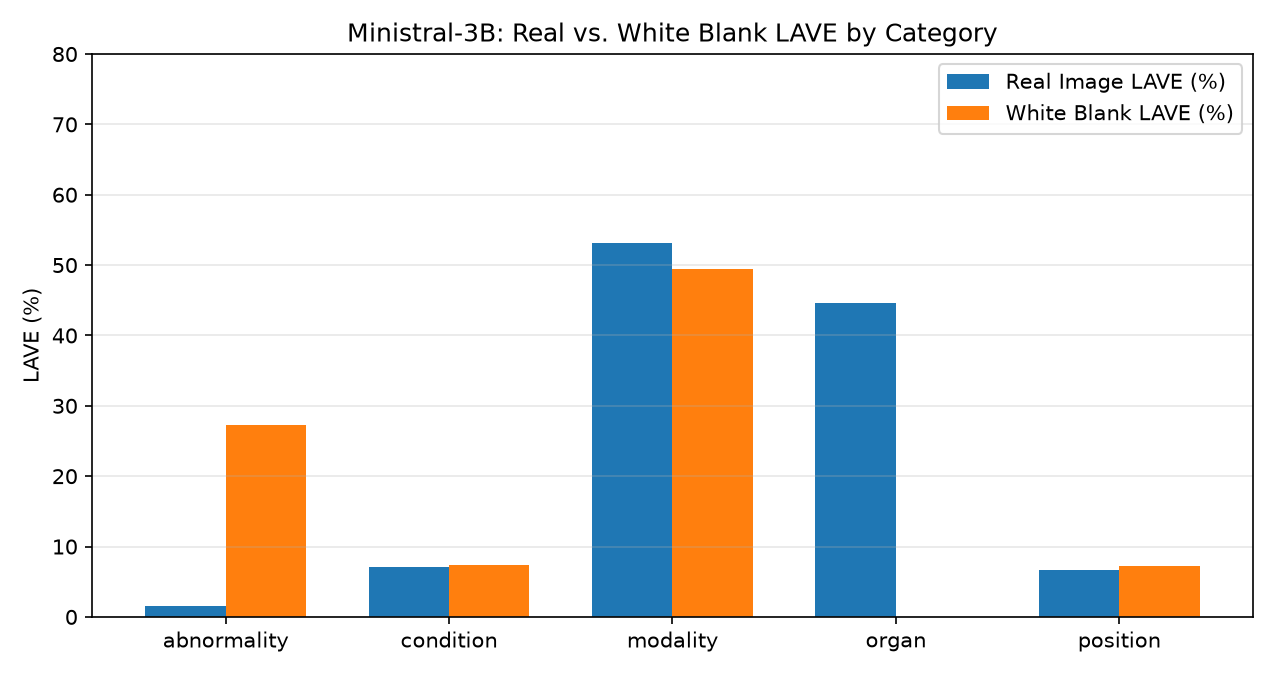 Ministral-3B: Real vs. White Blank LAVE by Category
80
70
60
50
40
30
20
10
0
LAVE (%)
Real Image LAVE (%)
White Blank LAVE (%)
abnormality
condition
modality
organ
position